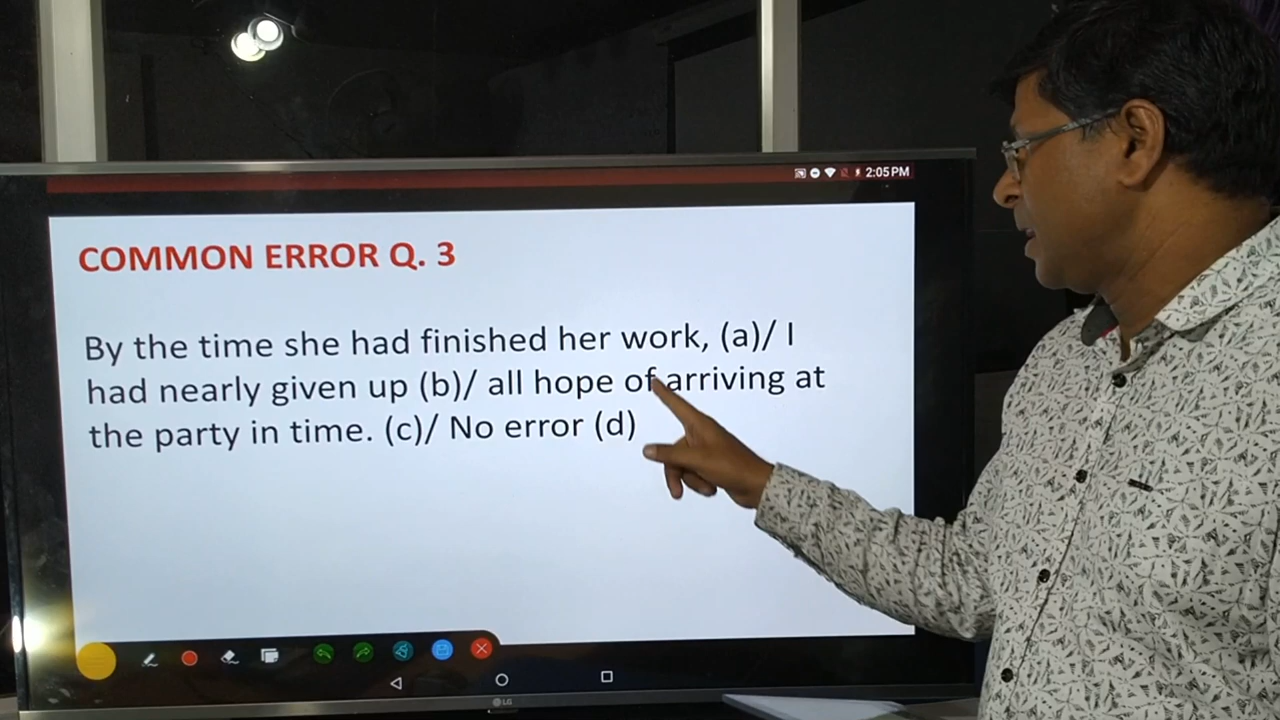 2:05 PM
COMMON ERROR Q. 3
By the time she had finished her work, (a)/ I
had nearly given up (b)/ all hope of arriving at
the party in time. (c)/ No error (d)
LG